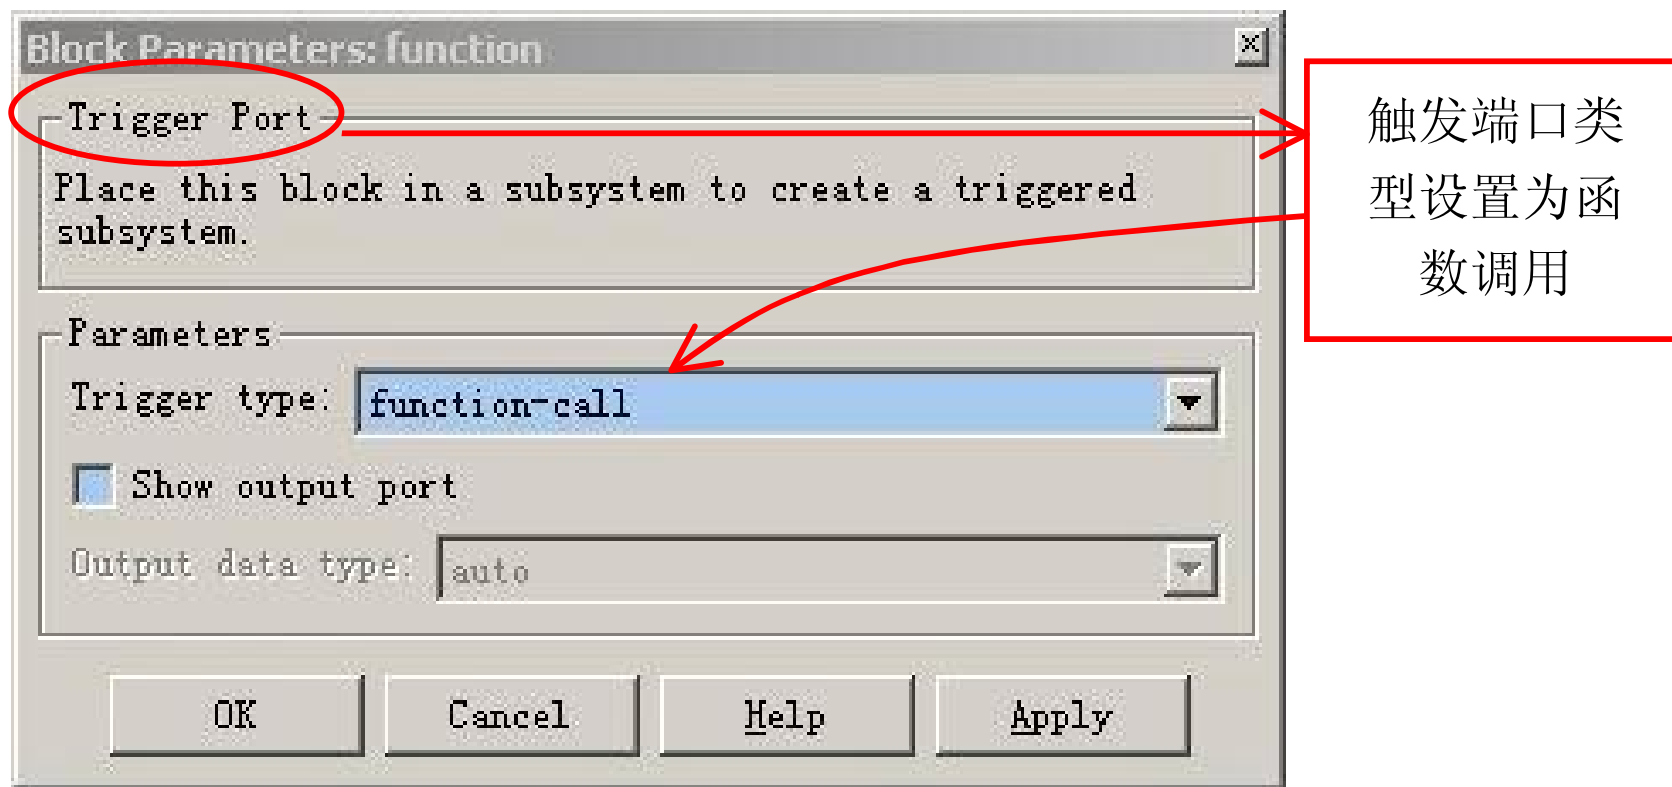 Block Parameters: function
Trigger Port
Place this block in a subsystem to create a triggered
subsystem.
Parameters
Trigger type:
function-call
Show output port
Output data type:
auto
OK
Cancel
Help
Apply
触发端口类
型设置为函
数调用